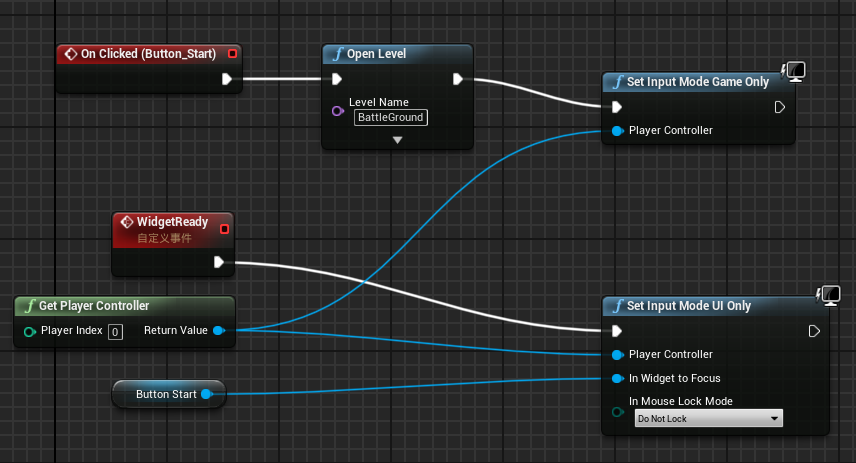 On Clicked (Button_Start)
Open Level
Level Name
BattleGround
Set Input Mode Game Only
Player Controller
WidgetReady
自定义事件
Get Player Controller
Player Index 0 Return Value
Button Start
Set Input Mode UI Only
Player Controller
In Widget to Focus
In Mouse Lock Mode
Do Not Lock